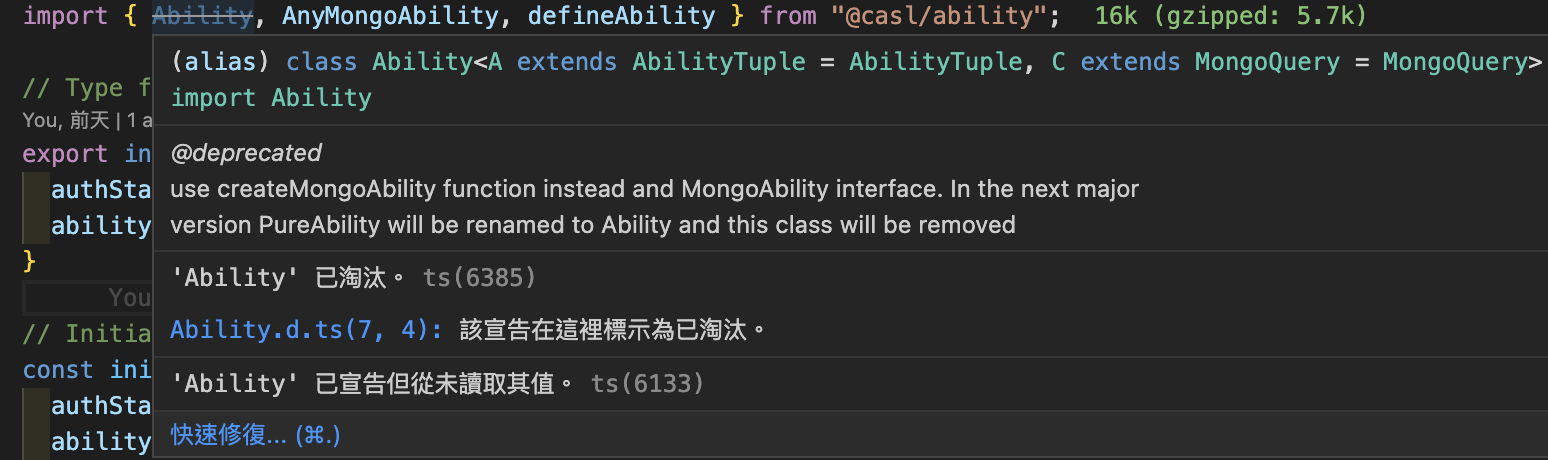 import { Ability, AnyMongoAbility, defineAbility } from "@casl/ability"; 16k (gzipped: 5.7k)
(alias) class Ability<A extends AbilityTuple = AbilityTuple, C extends MongoQuery = MongoQuery>
// Type f
import Ability
You, 前天 | 1 a
export in
@deprecated
authSta
use createMongoAbility function instead and MongoAbility interface. In the next major
ability
version PureAbility will be renamed to Ability and this class will be removed
}
'Ability' 已淘汰。 ts(6385)
You
// Initia
Ability.d.ts(7, 4): 該宣告在這裡標示為已淘汰。
const ini
'Ability' 已宣告但從未讀取其值。 ts(6133)
authSta
ability
快速修復... (⌘.)